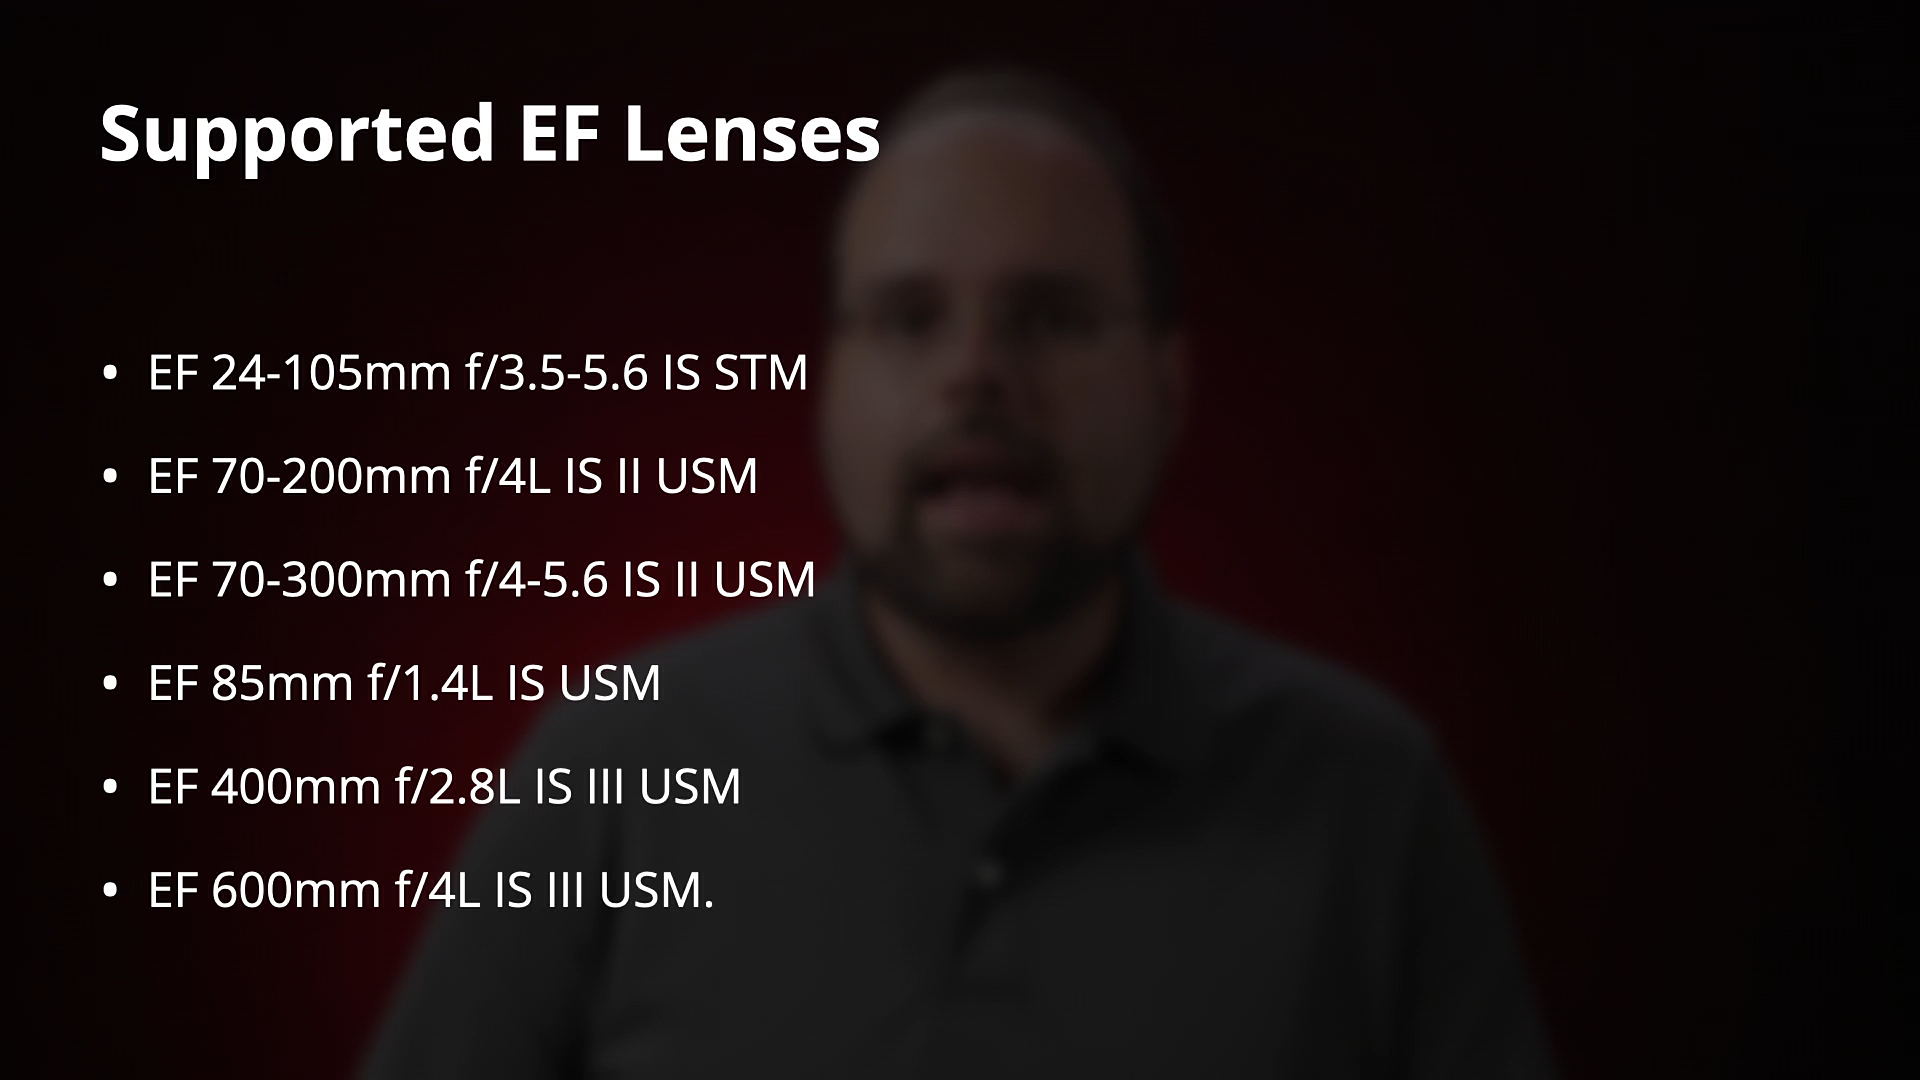 Supported EF Lenses
• EF 24-105mm f/3.5-5.6 IS STM
• EF 70-200mm f/4L IS II USM
• EF 70-300mm f/4-5.6 IS II USM
• EF 85mm f/1.4L IS USM
• EF 400mm f/2.8L IS III USM
• EF 600mm f/4L IS III USM.